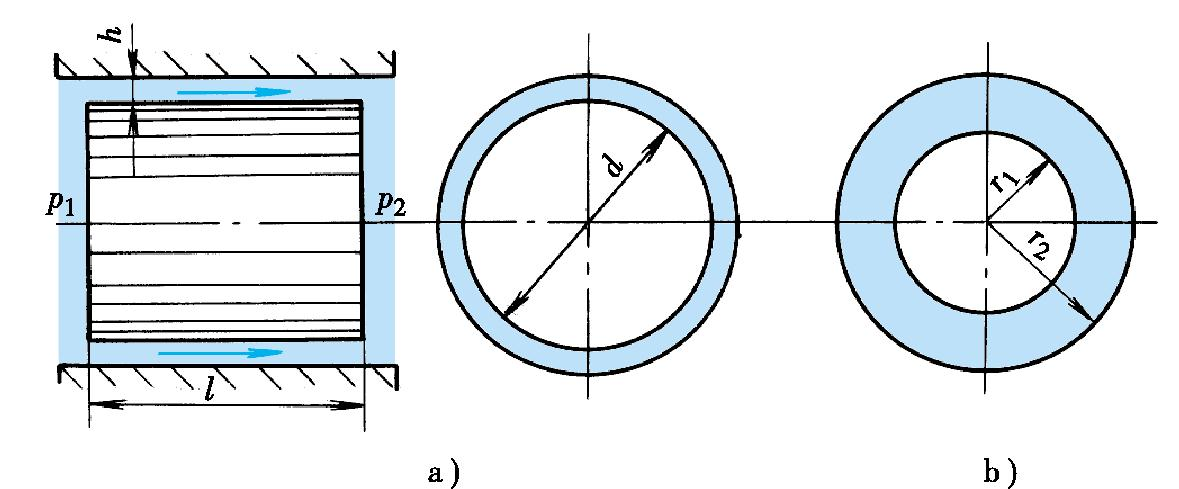 h
d
r₁
p₁
p₂
r₂
l
a)
b)